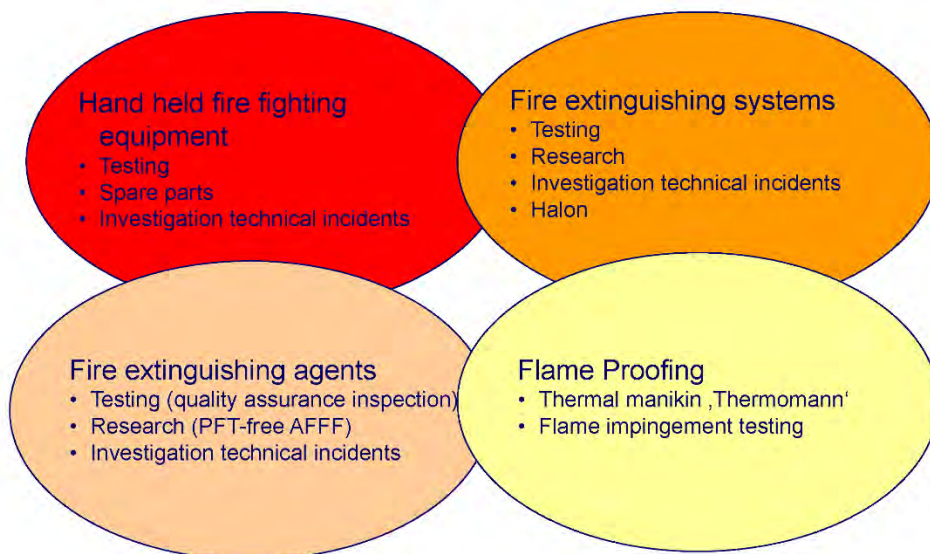 Hand held fire fighting
equipment
• Testing
• Spare parts
• Investigation technical incidents
Fire extinguishing systems
• Testing
• Research
• Investigation technical incidents
• Halon
Fire extinguishing agents
• Testing (quality assurance inspection)
• Research (PFT-free AFFF)
• Investigation technical incidents
Flame Proofing
• Thermal manikin ‚Thermomann‘
• Flame impingement testing